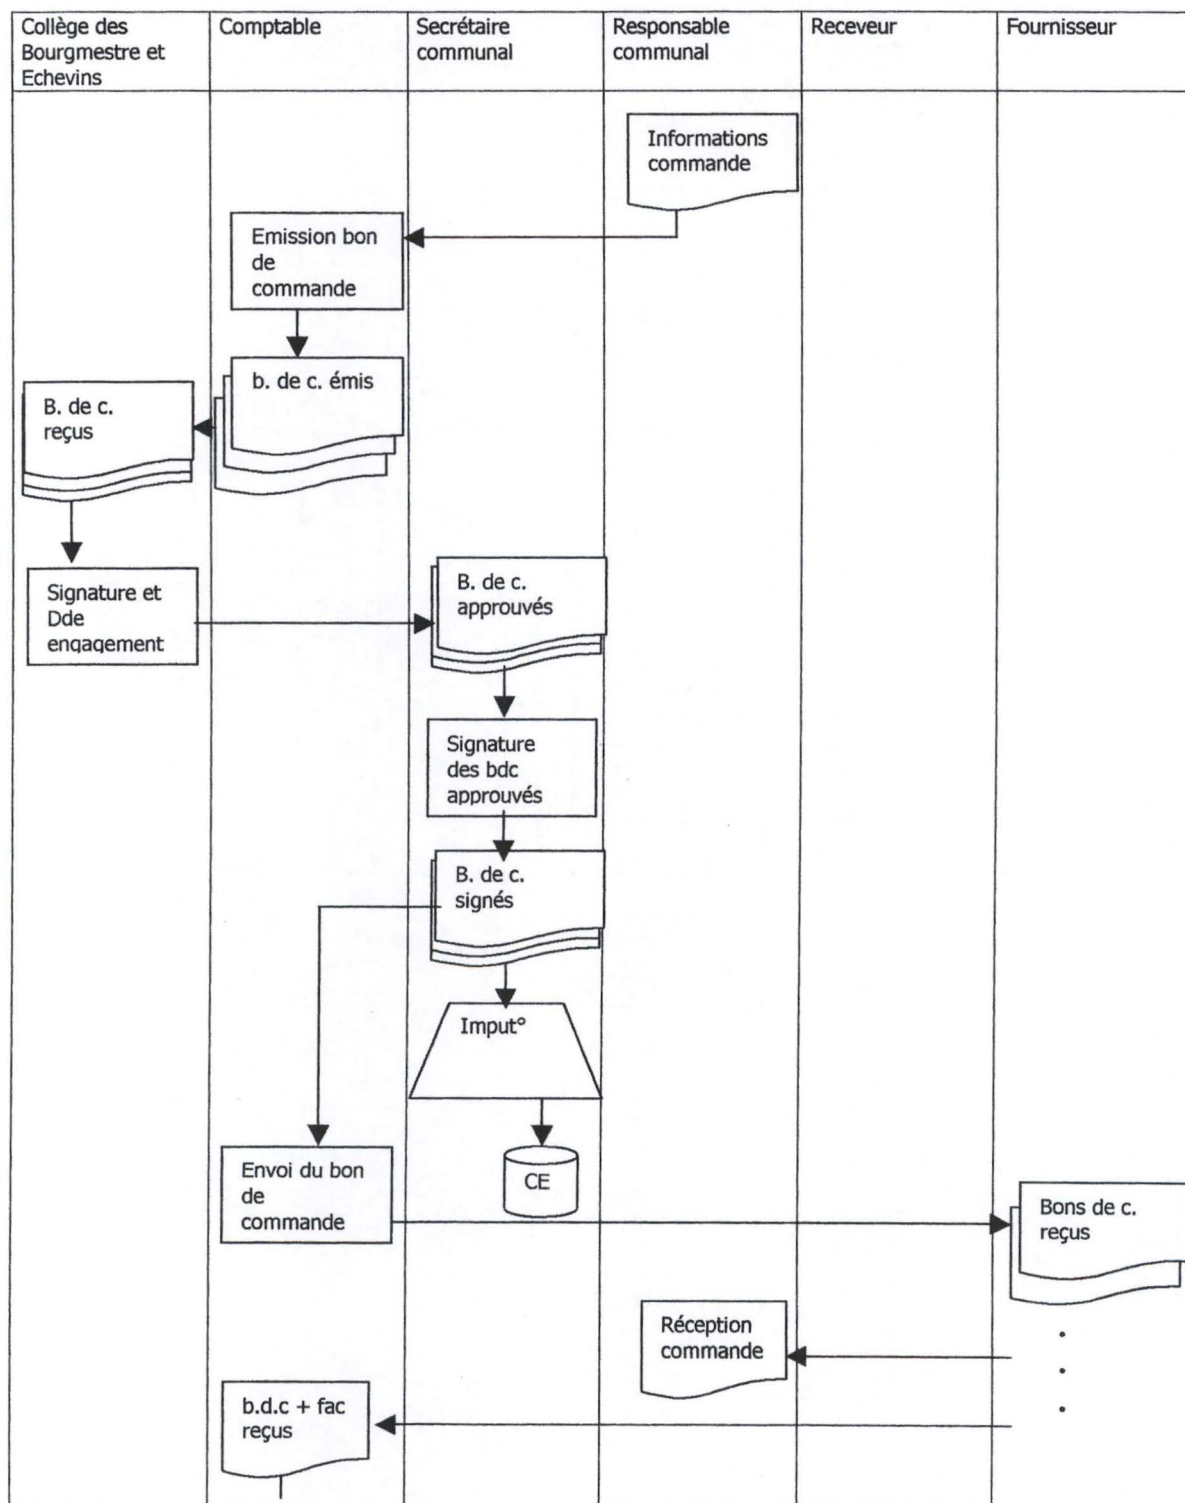 Collège des
Bourgmestre et
Echevins
Comptable
Secrétaire
communal
Responsable
communal
Receveur
Fournisseur
Informations
commande
Emission bon
de
commande
b. de c. émis
B. de c.
reçus
Signature et
Dde
engagement
B. de c.
approuvés
Signature
des bdc
approuvés
B. de c.
signés
Imput°
CE
Envoi du bon
de
commande
Bons de c.
reçus
Réception
commande
b.d.c + fac
reçus